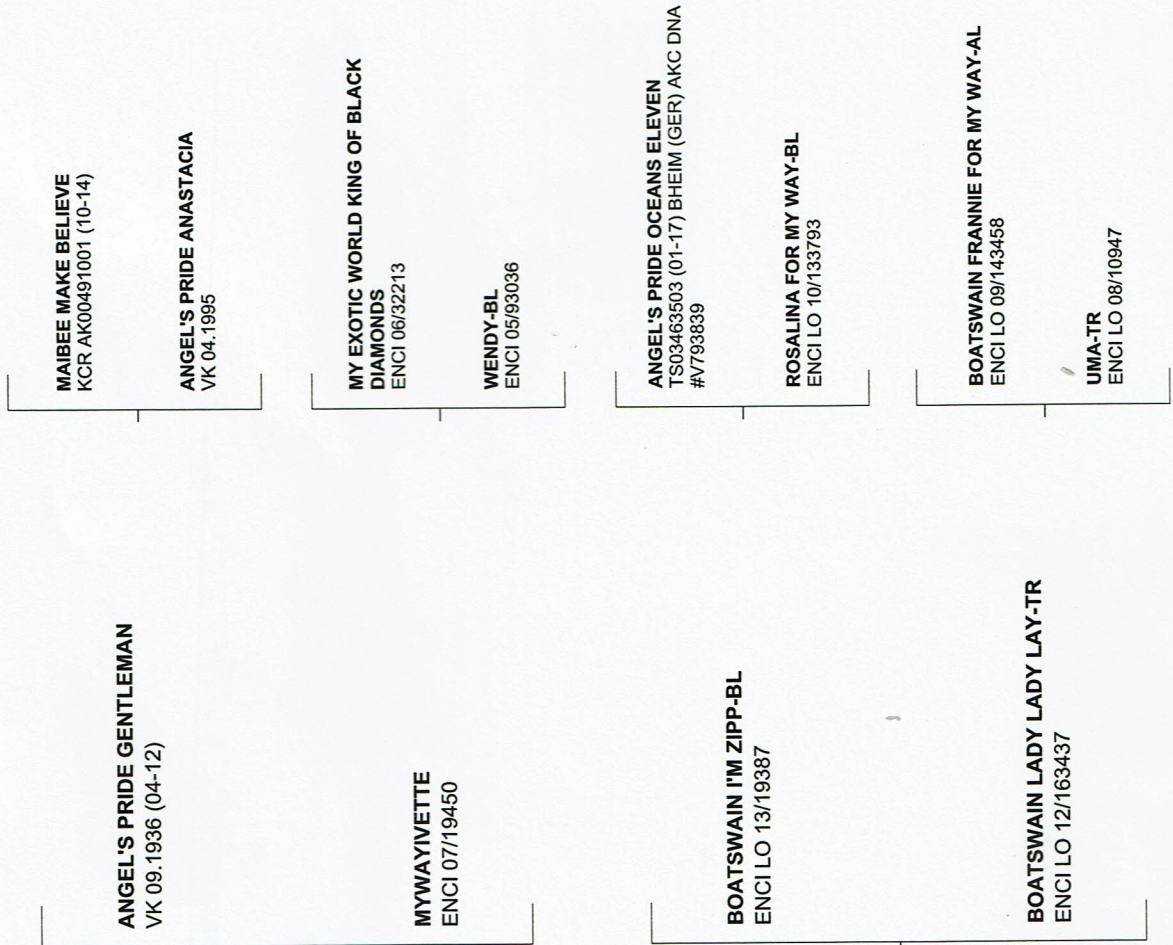 ANGEL'S PRIDE GENTLEMAN
VK 09.1936 (04-12)
MYWAYIVETTE
ENCI 07/19450
BOATSWAIN I'M ZIPP-BL
ENCI LO 13/19387
BOATSWAIN LADY LADY LAY-TR
ENCI LO 12/163437
MAIBEE MAKE BELIEVE
KCR AK00491001 (10-14)
ANGEL'S PRIDE ANASTACIA
VK 04.1995
MY EXOTIC WORLD KING OF BLACK
DIAMONDS
ENCI 06/32213
WENDY-BL
ENCI 05/93036
ANGEL'S PRIDE OCEANS ELEVEN
TS03463503 (01-17) BHEIM (GER) AKC DNA
#V793839
ROSALINA FOR MY WAY-BL
ENCI LO 10/133793
BOATSWAIN FRANNIE FOR MY WAY-AL
ENCI LO 09/143458
UMA-TR
ENCI LO 08/10947